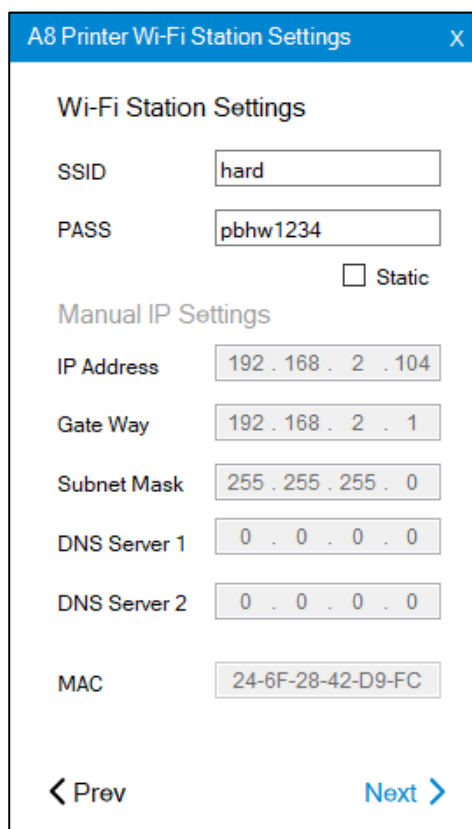 A8 Printer Wi-Fi Station Settings X
Wi-Fi Station Settings
SSID hard
PASS pbhw1234
Static
Manual IP Settings
IP Address 192 . 168 . 2 . 104
Gate Way 192 . 168 . 2 . 1
Subnet Mask 255 . 255 . 255 . 0
DNS Server 1 0 . 0 . 0 . 0
DNS Server 2 0 . 0 . 0 . 0
MAC 24-6F-28-42-D9-FC
Prev Next